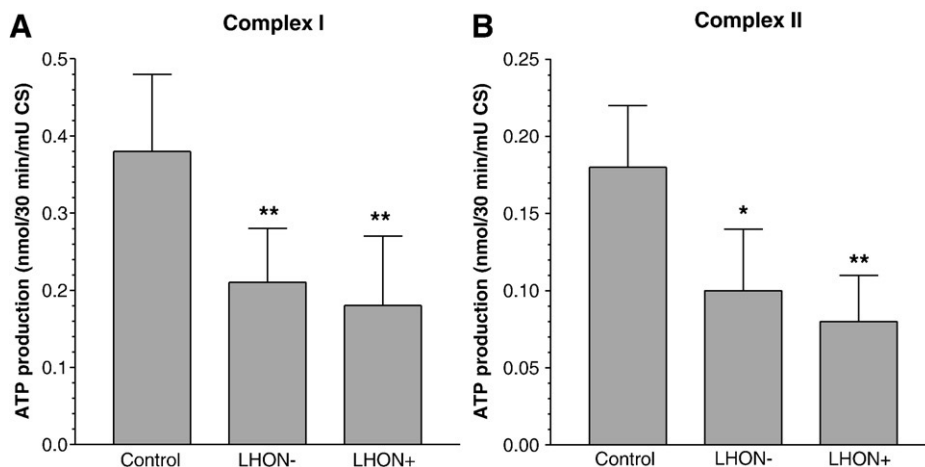 A
Complex I
ATP production (nmol/30 min/mU CS)
0.5
0.4
0.3
0.2
0.1
0.0
**
**
Control
LHON-
LHON+
B
Complex II
ATP production (nmol/30 min/mU CS)
0.25
0.20
0.15
0.10
0.05
0.00
*
**
Control
LHON-
LHON+